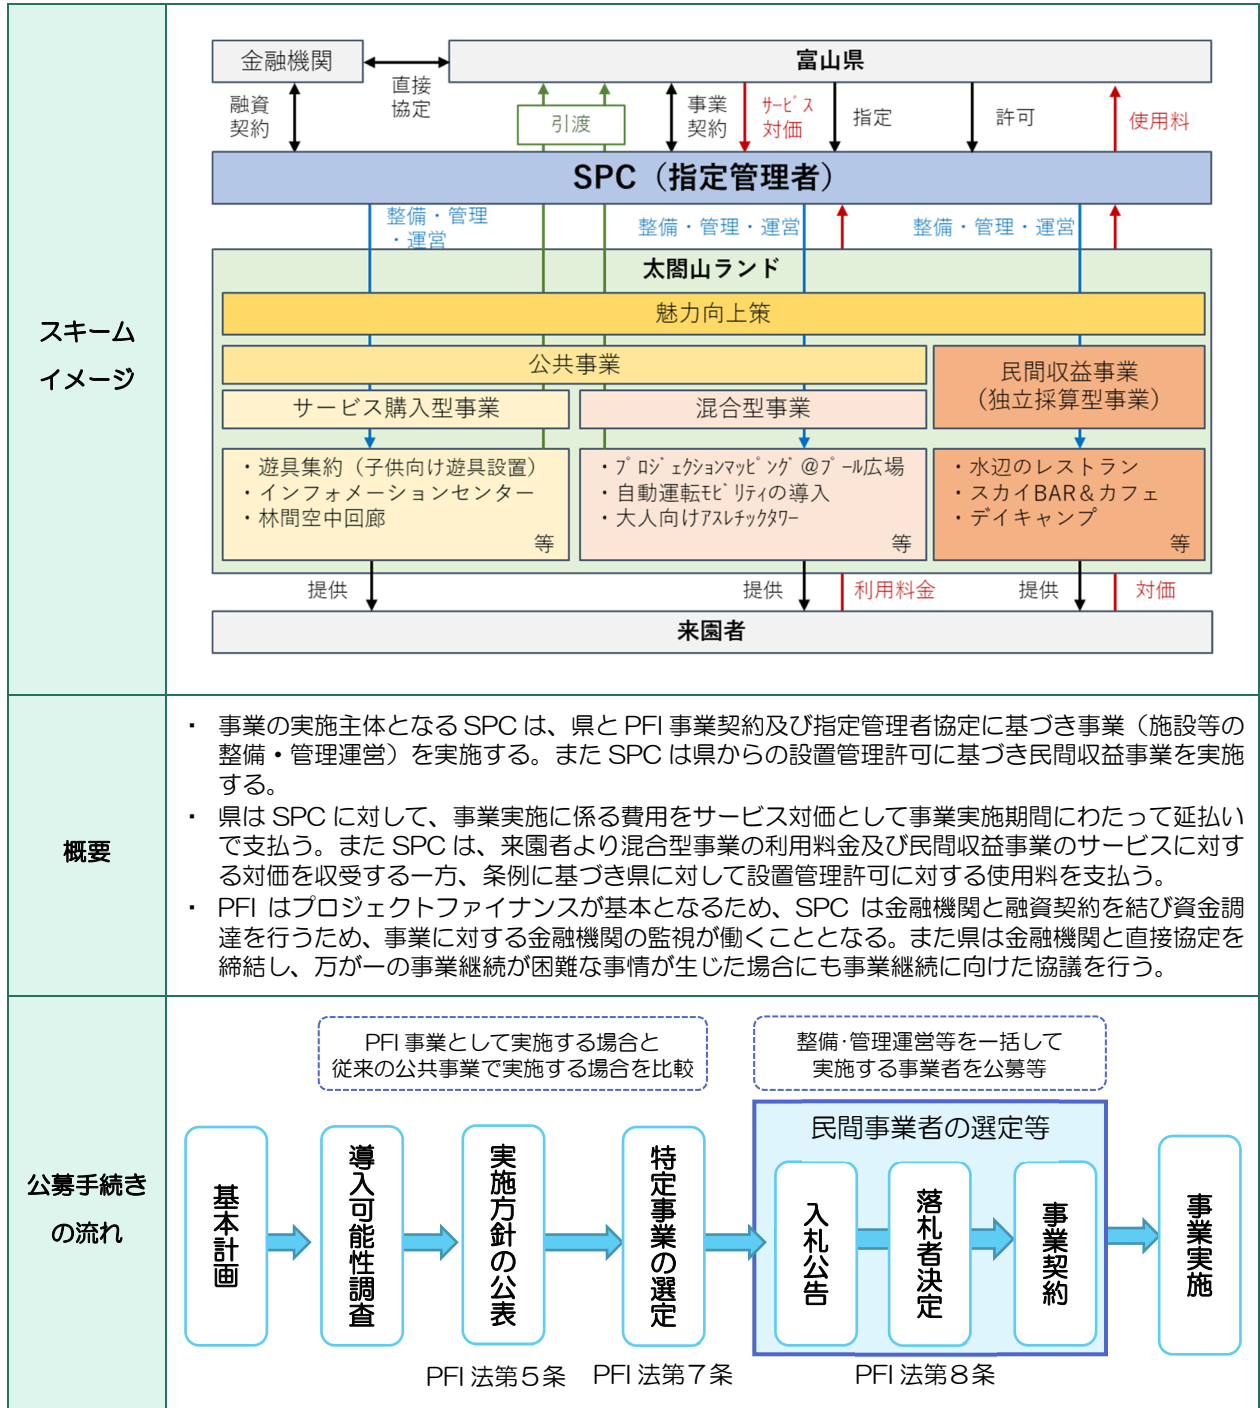 スキーム
イメージ
金融機関
富山県
直接
協定
融資
契約
引渡
事業
契約
ｻｰﾋﾞｽ
対価
指定
許可
使用料
SPC（指定管理者）
整備・管理
・運営
整備・管理・運営
整備・管理・運営
太閤山ランド
魅力向上策
公共事業
民間収益事業
（独立採算型事業）
サービス購入型事業
混合型事業
・遊具集約（子供向け遊具設置）
・インフォメーションセンター
・林間空中回廊
等
・ﾌﾟﾛｼﾞｪｸｼｮﾝﾏｯﾋﾟﾝｸﾞ@ﾌﾟｰﾙ広場
・自動運転ﾓﾋﾞﾘﾃｨの導入
・大人向けｱｽﾚﾁｯｸﾀﾜｰ
等
・水辺のレストラン
・スカイBAR＆カフェ
・デイキャンプ
等
提供
提供
利用料金
提供
対価
来園者
概要
・ 事業の実施主体となる SPC は、県と PFI 事業契約及び指定管理者協定に基づき事業（施設等の
整備・管理運営）を実施する。また SPC は県からの設置管理許可に基づき民間収益事業を実施
する。
・ 県は SPC に対して、事業実施に係る費用をサービス対価として事業実施期間にわたって延払い
で支払う。また SPC は、来園者より混合型事業の利用料金及び民間収益事業のサービスに対す
る対価を収受する一方、条例に基づき県に対して設置管理許可に対する使用料を支払う。
・ PFI はプロジェクトファイナンスが基本となるため、SPC は金融機関と融資契約を結び資金調
達を行うため、事業に対する金融機関の監視が働くこととなる。また県は金融機関と直接協定を
締結し、万が一の事業継続が困難な事情が生じた場合にも事業継続に向けた協議を行う。
公募手続き
の流れ
PFI 事業として実施する場合と
従来の公共事業で実施する場合を比較
整備･管理運営等を一括して
実施する事業者を公募等
民間事業者の選定等
基本計画
導入可能性調査
実施方針の公表
特定事業の選定
入札公告
落札者決定
事業契約
事業実施
PFI 法第５条
PFI 法第７条
PFI 法第８条